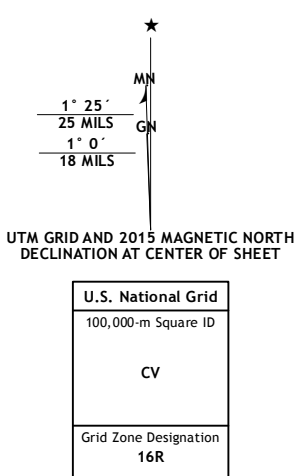 ★
MN
1° 25´
25 MILS
GN
1° 0´
18 MILS
UTM GRID AND 2015 MAGNETIC NORTH
DECLINATION AT CENTER OF SHEET
U.S. National Grid
100,000-m Square ID
CV
Grid Zone Designation
16R